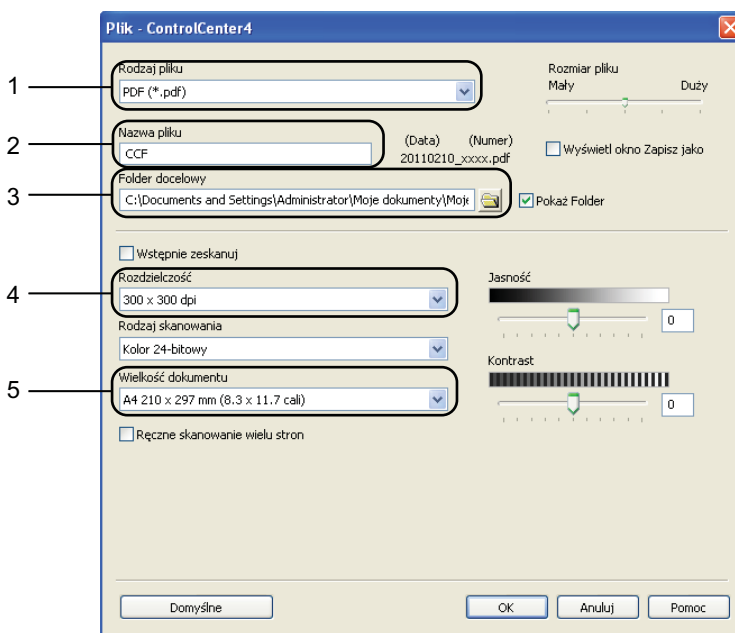 Plik - ControlCenter4
1
Rodzaj pliku
PDF (*.pdf)
Rozmiar pliku
Mały Duży
2
Nazwa pliku
CCF
(Data) (Numer)
20110210_xxxx.pdf
Wyświetl okno Zapisz jako
3
Folder docelowy
C:\Documents and Settings\Administrator\Moje dokumenty\Moje
Pokaż Folder
Wstępnie zeskanuj
4
Rozdzielczość
300 x 300 dpi
Jasność
0
Rodzaj skanowania
Kolor 24-bitowy
Kontrast
0
5
Wielkość dokumentu
A4 210 x 297 mm (8.3 x 11.7 cali)
Ręczne skanowanie wielu stron
Domyślne OK Anuluj Pomoc